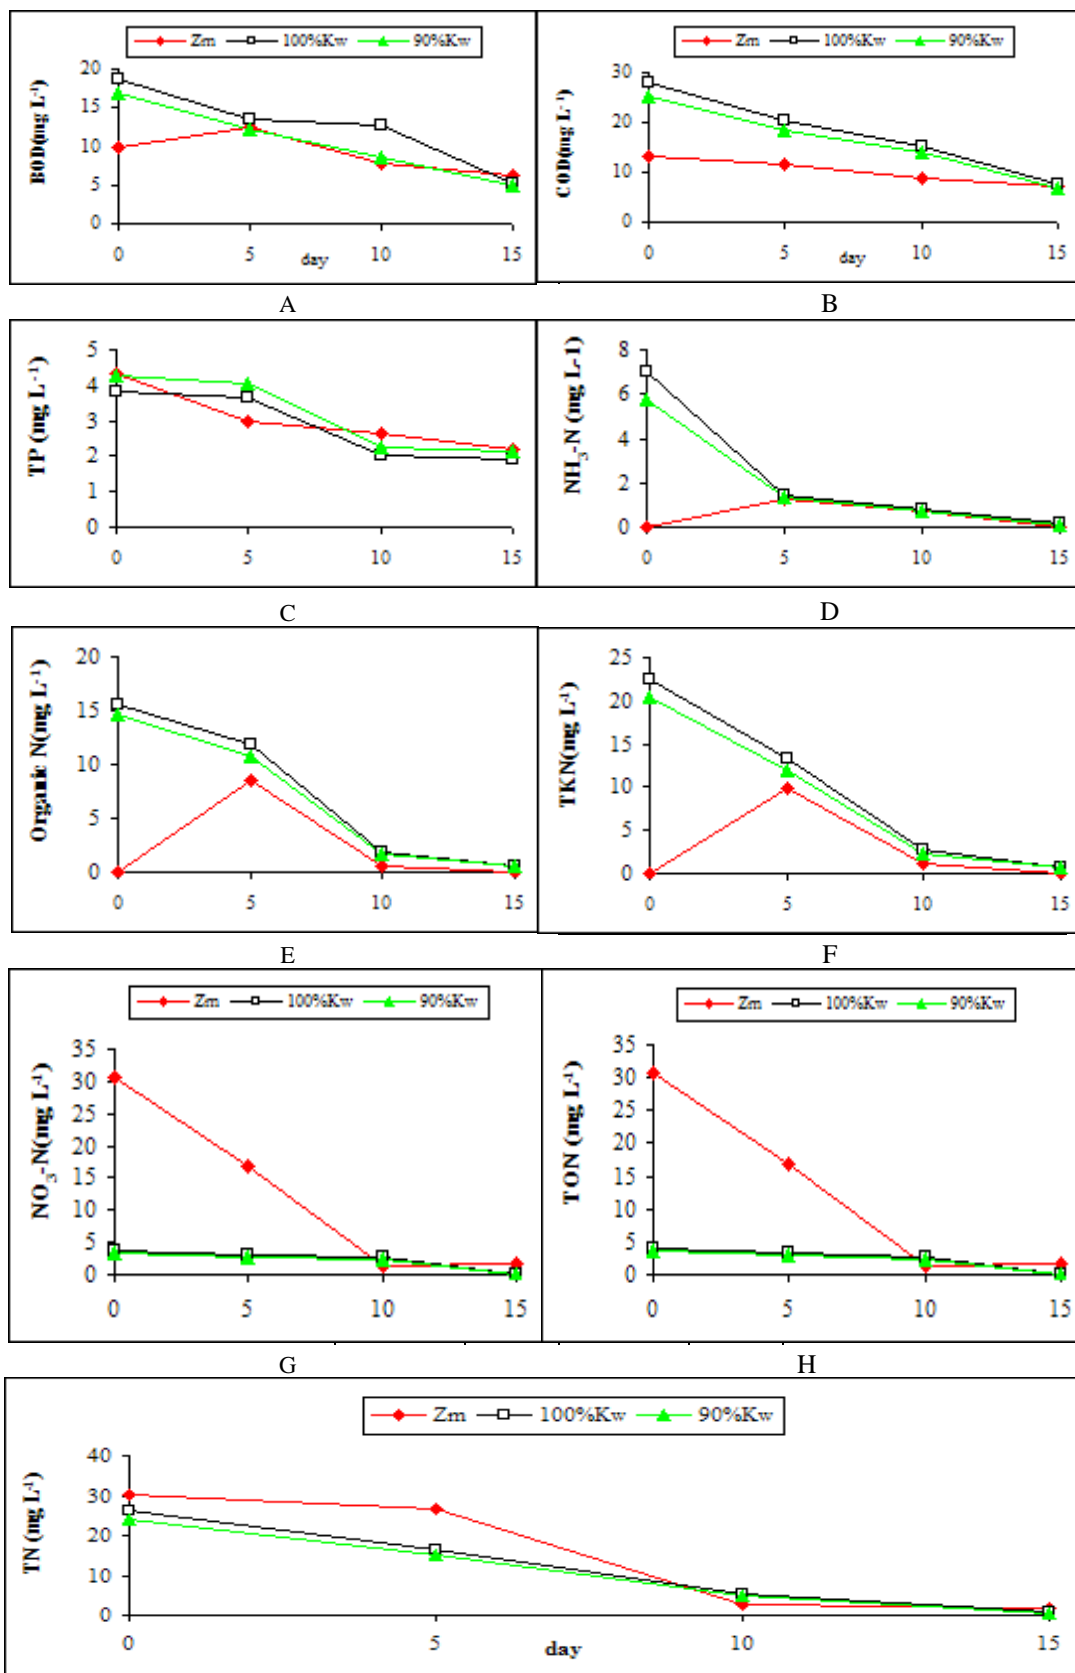 Zm 100%Kw 90%Kw
BOD(mg L-1)
20
15
10
5
0
0 5 10 15
day
A
Zm 100%Kw 90%Kw
COD(mg L-1)
30
20
10
0
0 5 10 15
day
B
TP (mg L-1)
5
4
3
2
1
0
0 5 10 15
C
NH3-N (mg L-1)
8
6
4
2
0
0 5 10 15
D
Organic N(mg L-1)
20
15
10
5
0
0 5 10 15
E
TKN(mg L-1)
25
20
15
10
5
0
0 5 10 15
F
Zm 100%Kw 90%Kw
NO3-N(mg L-1)
35
30
25
20
15
10
5
0
0 5 10 15
G
Zm 100%Kw 90%Kw
TON (mg L-1)
35
30
25
20
15
10
5
0
0 5 10 15
H
Zm 100%Kw 90%Kw
TN (mg L-1)
40
30
20
10
0
0 5 10 15
day